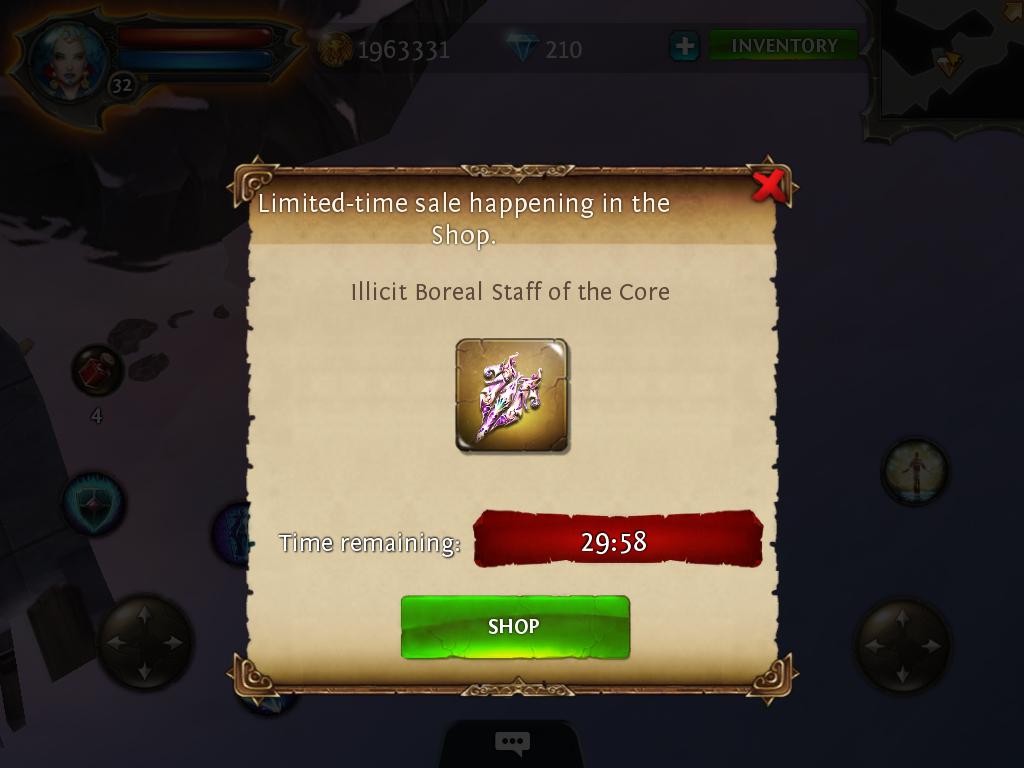 1963331
210
INVENTORY
32
Limited-time sale happening in the
Shop.
Illicit Boreal Staff of the Core
4
Time remaining:
29:58
SHOP